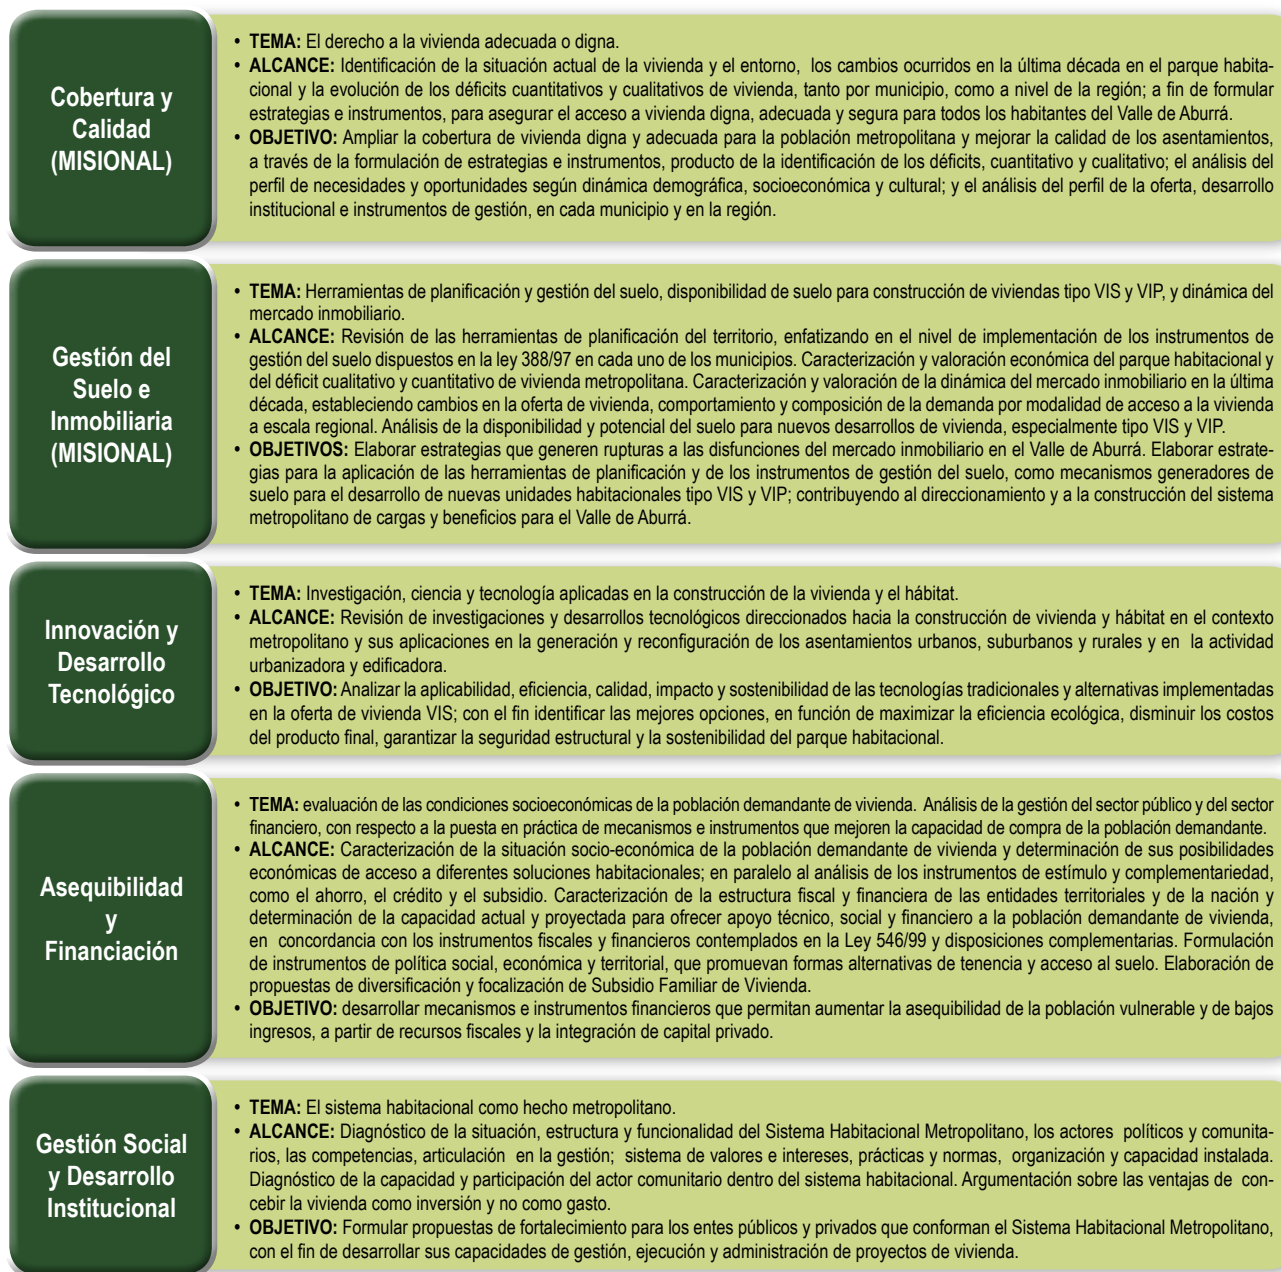 Cobertura y
Calidad
(MISIONAL)
• TEMA: El derecho a la vivienda adecuada o digna.
• ALCANCE: Identificación de la situación actual de la vivienda y el entorno, los cambios ocurridos en la última década en el parque habita-
cional y la evolución de los déficits cuantitativos y cualitativos de vivienda, tanto por municipio, como a nivel de la región; a fin de formular
estrategias e instrumentos, para asegurar el acceso a vivienda digna, adecuada y segura para todos los habitantes del Valle de Aburrá.
• OBJETIVO: Ampliar la cobertura de vivienda digna y adecuada para la población metropolitana y mejorar la calidad de los asentamientos,
a través de la formulación de estrategias e instrumentos, producto de la identificación de los déficits, cuantitativo y cualitativo; el análisis del
perfil de necesidades y oportunidades según dinámica demográfica, socioeconómica y cultural; y el análisis del perfil de la oferta, desarrollo
institucional e instrumentos de gestión, en cada municipio y en la región.
Gestión del
Suelo e
Inmobiliaria
(MISIONAL)
• TEMA: Herramientas de planificación y gestión del suelo, disponibilidad de suelo para construcción de viviendas tipo VIS y VIP, y dinámica del
mercado inmobiliario.
• ALCANCE: Revisión de las herramientas de planificación del territorio, enfatizando en el nivel de implementación de los instrumentos de
gestión del suelo dispuestos en la ley 388/97 en cada uno de los municipios. Caracterización y valoración económica del parque habitacional y
del déficit cualitativo y cuantitativo de vivienda metropolitana. Caracterización y valoración de la dinámica del mercado inmobiliario en la última
década, estableciendo cambios en la oferta de vivienda, comportamiento y composición de la demanda por modalidad de acceso a la vivienda
a escala regional. Análisis de la disponibilidad y potencial del suelo para nuevos desarrollos de vivienda, especialmente tipo VIS y VIP.
• OBJETIVOS: Elaborar estrategias que generen rupturas a las disfunciones del mercado inmobiliario en el Valle de Aburrá. Elaborar estrate-
gias para la aplicación de las herramientas de planificación y de los instrumentos de gestión del suelo, como mecanismos generadores de
suelo para el desarrollo de nuevas unidades habitacionales tipo VIS y VIP; contribuyendo al direccionamiento y a la construcción del sistema
metropolitano de cargas y beneficios para el Valle de Aburrá.
Innovación y
Desarrollo
Tecnológico
• TEMA: Investigación, ciencia y tecnología aplicadas en la construcción de la vivienda y el hábitat.
• ALCANCE: Revisión de investigaciones y desarrollos tecnológicos direccionados hacia la construcción de vivienda y hábitat en el contexto
metropolitano y sus aplicaciones en la generación y reconfiguración de los asentamientos urbanos, suburbanos y rurales y en la actividad
urbanizadora y edificadora.
• OBJETIVO: Analizar la aplicabilidad, eficiencia, calidad, impacto y sostenibilidad de las tecnologías tradicionales y alternativas implementadas
en la oferta de vivienda VIS; con el fin identificar las mejores opciones, en función de maximizar la eficiencia ecológica, disminuir los costos
del producto final, garantizar la seguridad estructural y la sostenibilidad del parque habitacional.
Asequibilidad
y
Financiación
• TEMA: evaluación de las condiciones socioeconómicas de la población demandante de vivienda. Análisis de la gestión del sector público y del sector
financiero, con respecto a la puesta en práctica de mecanismos e instrumentos que mejoren la capacidad de compra de la población demandante.
• ALCANCE: Caracterización de la situación socio-económica de la población demandante de vivienda y determinación de sus posibilidades
económicas de acceso a diferentes soluciones habitacionales; en paralelo al análisis de los instrumentos de estímulo y complementariedad,
como el ahorro, el crédito y el subsidio. Caracterización de la estructura fiscal y financiera de las entidades territoriales y de la nación y
determinación de la capacidad actual y proyectada para ofrecer apoyo técnico, social y financiero a la población demandante de vivienda,
en concordancia con los instrumentos fiscales y financieros contemplados en la Ley 546/99 y disposiciones complementarias. Formulación
de instrumentos de política social, económica y territorial, que promuevan formas alternativas de tenencia y acceso al suelo. Elaboración de
propuestas de diversificación y focalización de Subsidio Familiar de Vivienda.
• OBJETIVO: desarrollar mecanismos e instrumentos financieros que permitan aumentar la asequibilidad de la población vulnerable y de bajos
ingresos, a partir de recursos fiscales y la integración de capital privado.
Gestión Social
y Desarrollo
Institucional
• TEMA: El sistema habitacional como hecho metropolitano.
• ALCANCE: Diagnóstico de la situación, estructura y funcionalidad del Sistema Habitacional Metropolitano, los actores políticos y comunita-
rios, las competencias, articulación en la gestión; sistema de valores e intereses, prácticas y normas, organización y capacidad instalada.
Diagnóstico de la capacidad y participación del actor comunitario dentro del sistema habitacional. Argumentación sobre las ventajas de con-
cebir la vivienda como inversión y no como gasto.
• OBJETIVO: Formular propuestas de fortalecimiento para los entes públicos y privados que conforman el Sistema Habitacional Metropolitano,
con el fin de desarrollar sus capacidades de gestión, ejecución y administración de proyectos de vivienda.